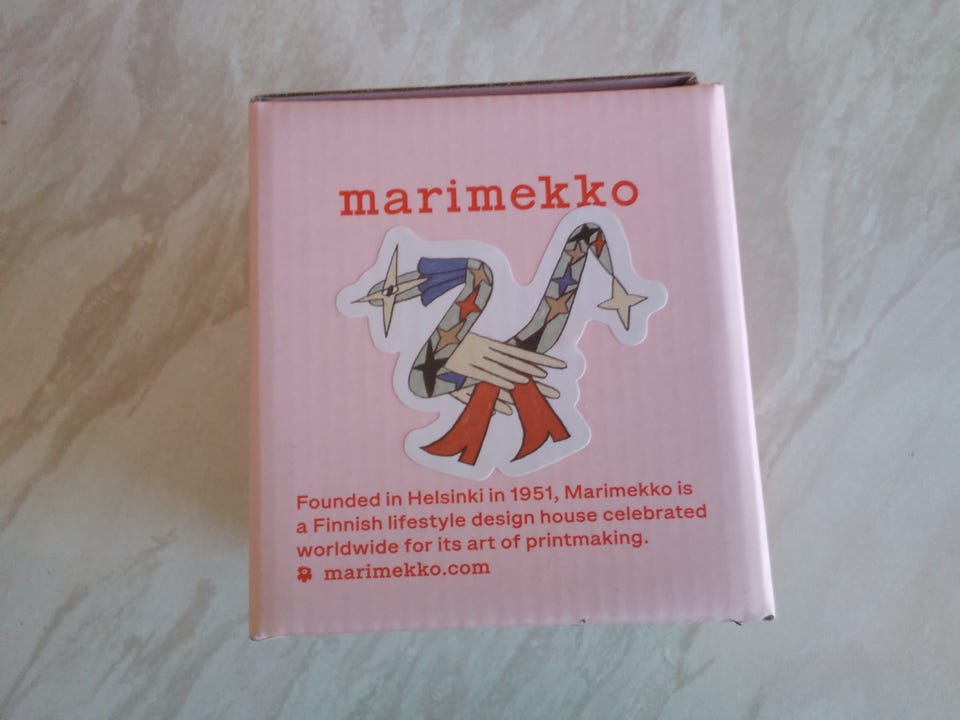 marimekko
Founded in Helsinki in 1951, Marimekko is
a Finnish lifestyle design house celebrated
worldwide for its art of printmaking.
marimekko.com